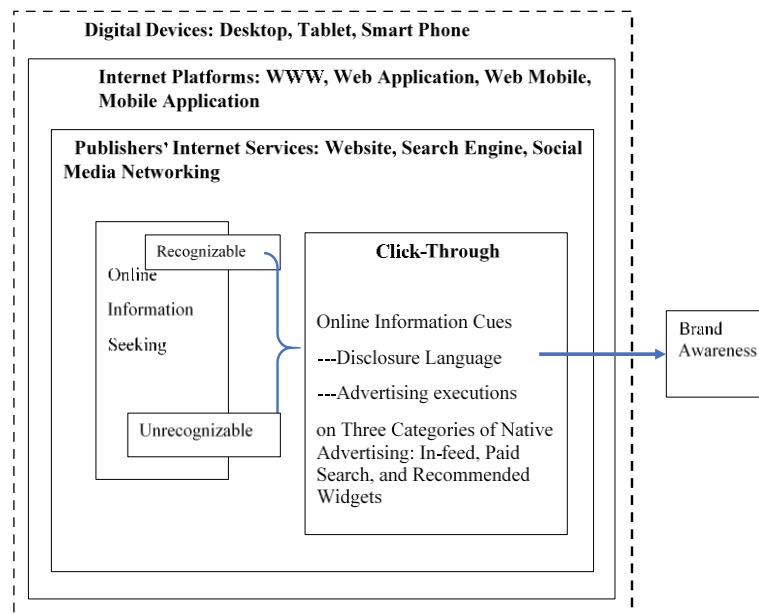 Digital Devices: Desktop, Tablet, Smart Phone
Internet Platforms: WWW, Web Application, Web Mobile,
Mobile Application
Publishers’ Internet Services: Website, Search Engine, Social
Media Networking
Recognizable
Online
Information
Seeking
Unrecognizable
Click-Through
Online Information Cues
---Disclosure Language
---Advertising executions
on Three Categories of Native
Advertising: In-feed, Paid
Search, and Recommended
Widgets
Brand
Awareness